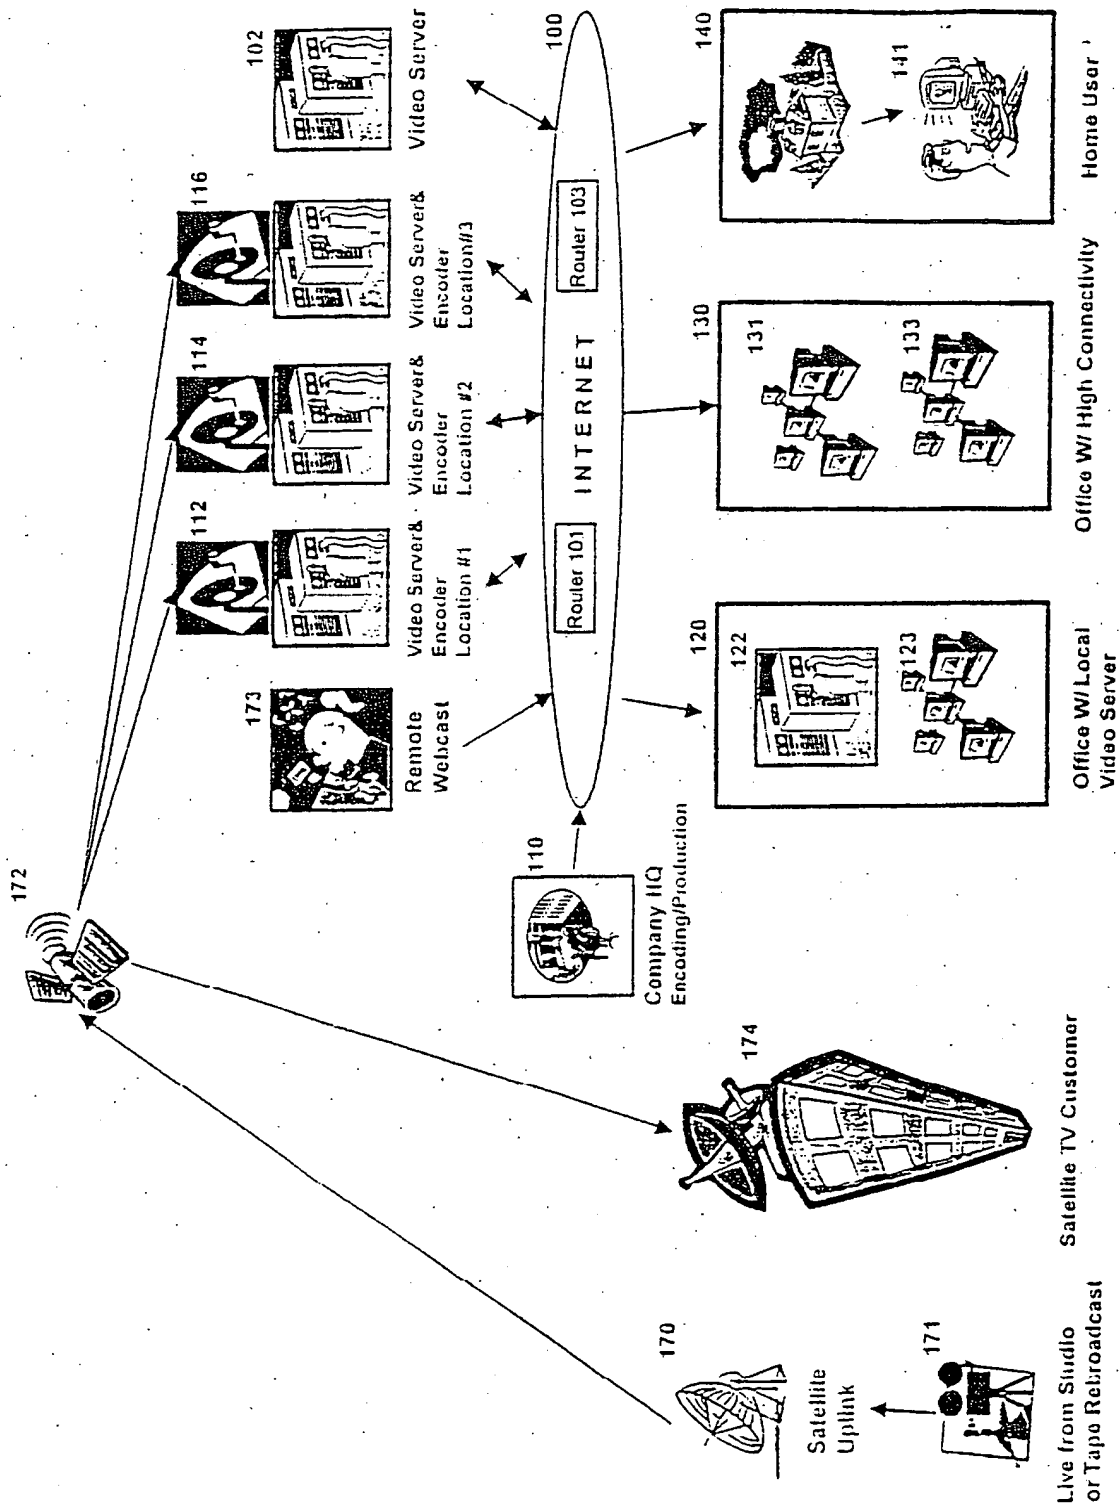 172
102
Video Server
116
Video Server&
Encoder
Location#3
114
Video Server&
Encoder
Location #2
112
Video Server&
Encoder
Location #1
173
Remote
Webcast
100
INTERNET
Router 101
Router 103
110
Company HQ
Encoding/Production
120
122
123
Office W/ Local
Video Server
130
131
133
Office W/ High Connectivity
140
141
Home User
174
Satellite TV Customer
170
Satellite
Uplink
171
Live from Studio
or Tape Rebroadcast